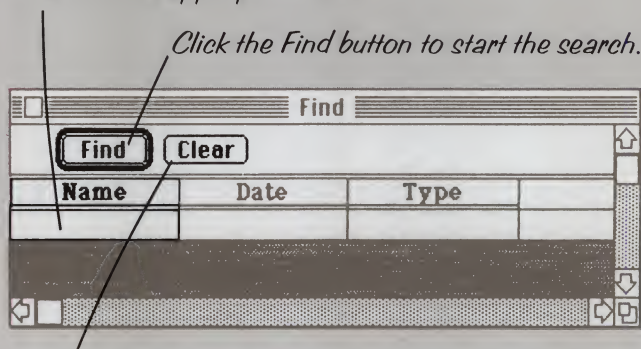 Click the Find button to start the search.
Find
Find Clear
Name Date Type